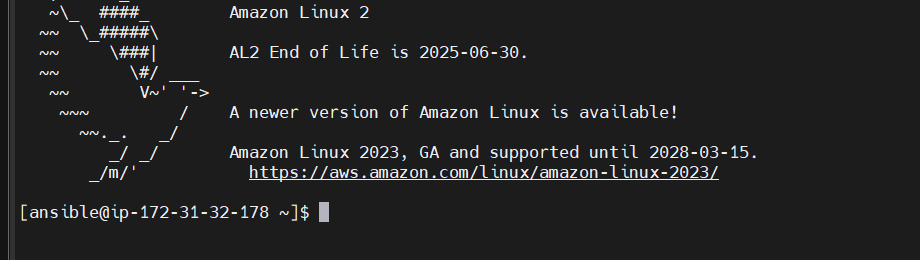 ~\_  ####_        Amazon Linux 2
~~  \_#####\
~~     \###|       AL2 End of Life is 2025-06-30.
~~       \#/ ___
~~       V~' '->
~~~         /    A newer version of Amazon Linux is available!
~~._.   _/
_/ _/       Amazon Linux 2023, GA and supported until 2028-03-15.
_/m/'           https://aws.amazon.com/linux/amazon-linux-2023/
[ansible@ip-172-31-32-178 ~]$